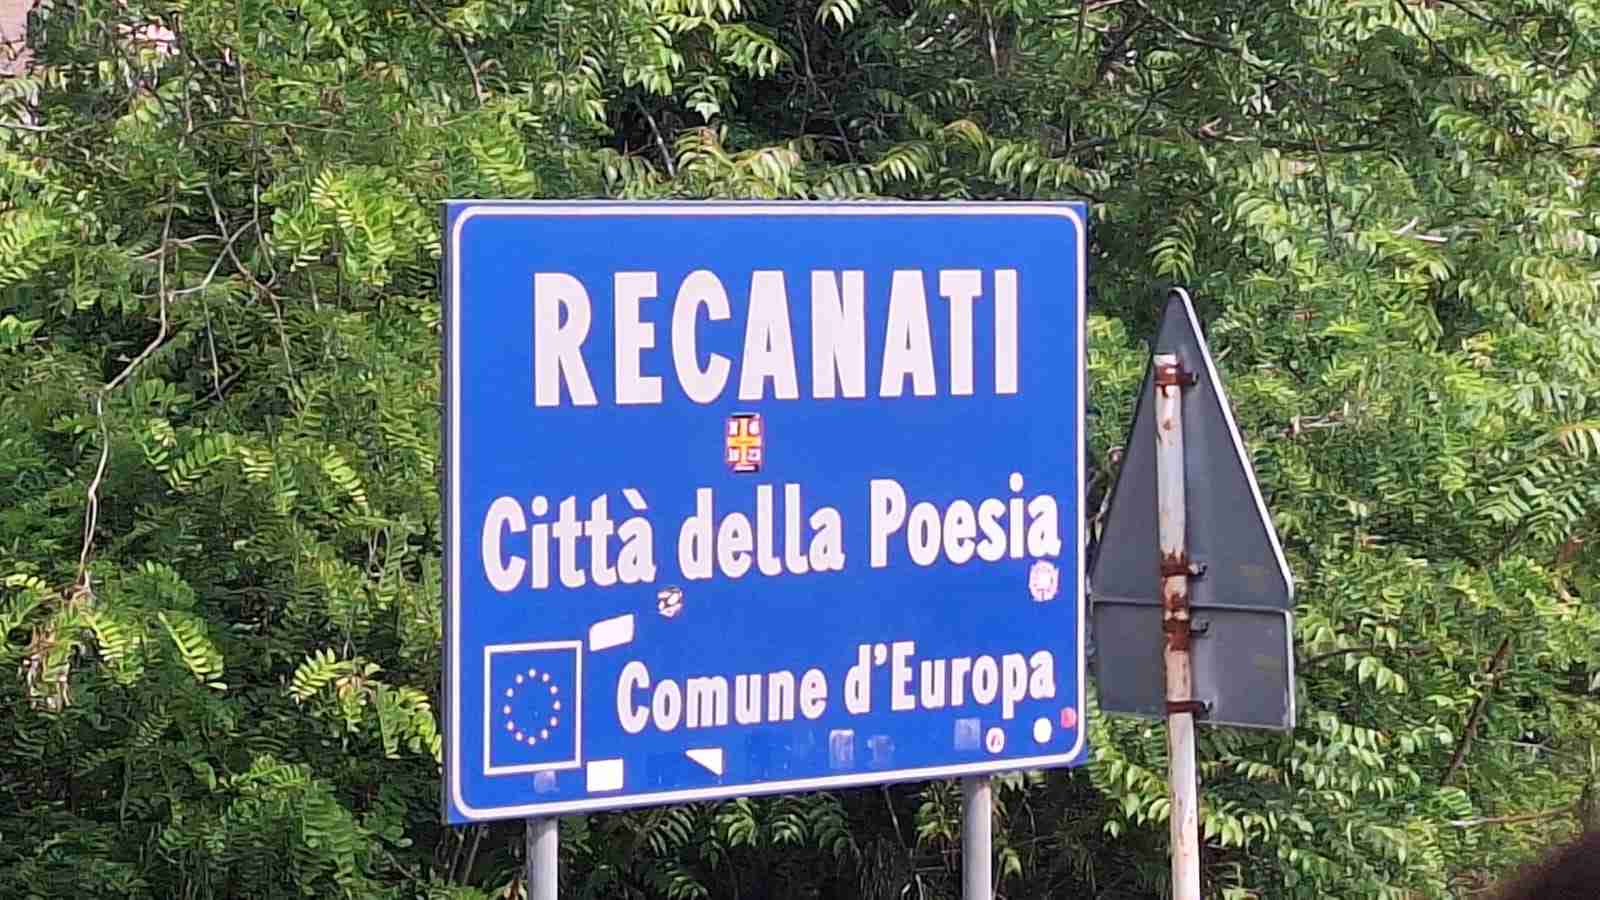 RECANATI
Città della Poesia
Comune d'Europa